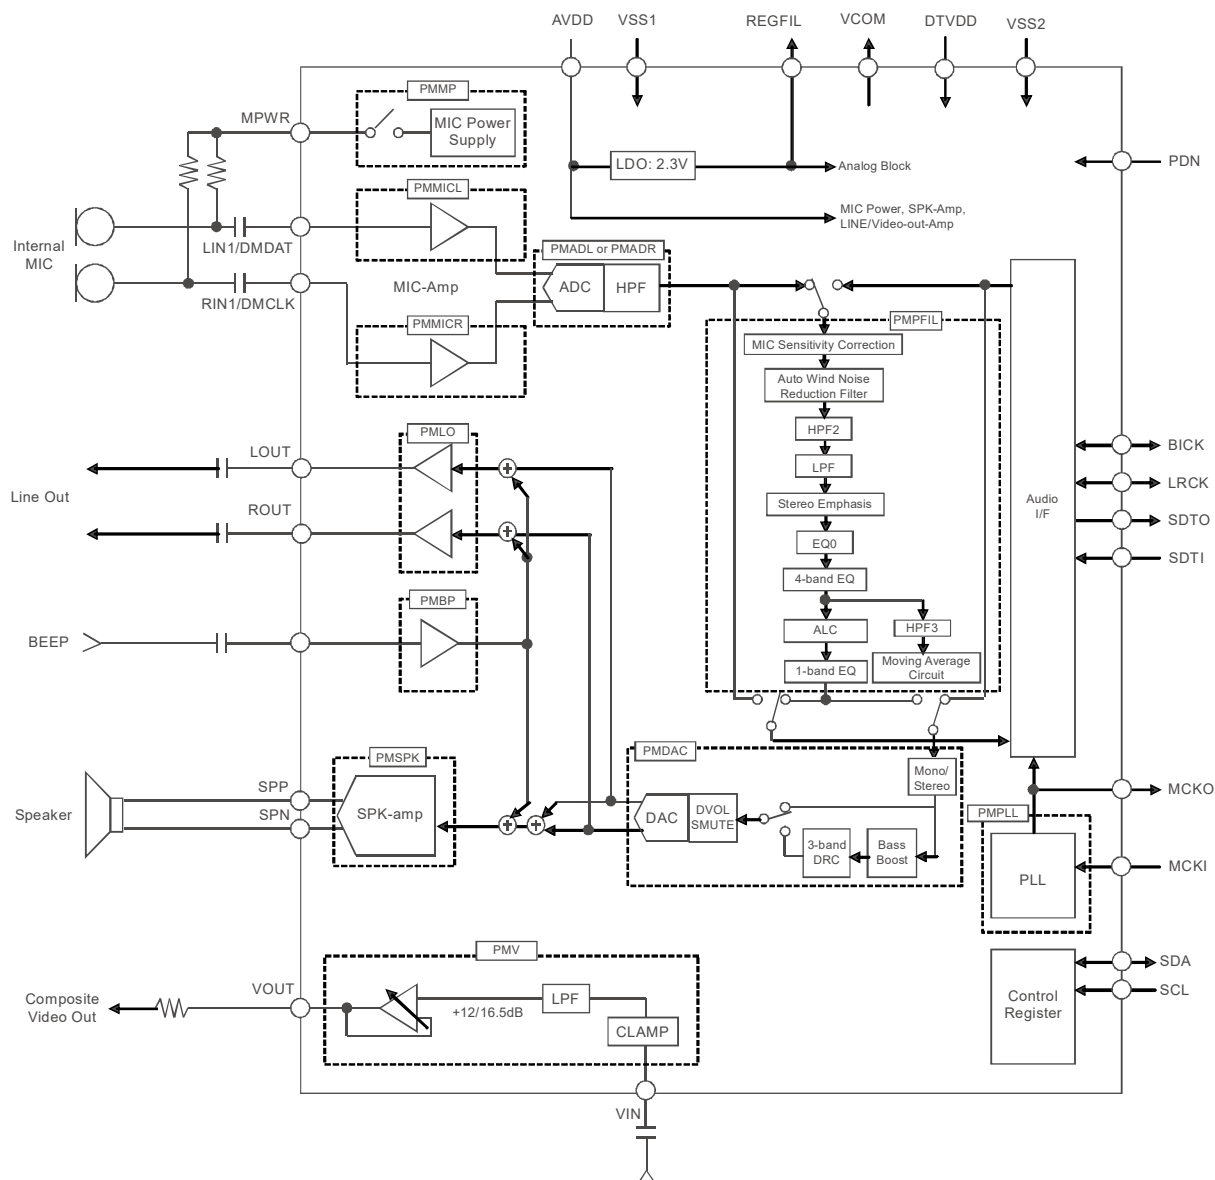 AVDD
VSS1
REGFIL
VCOM
DTVDD
VSS2
PMMP
MPWR
MIC Power
Supply
LDO: 2.3V
Analog Block
PDN
PMMICL
MIC Power, SPK-Amp,
LINE/Video-out-Amp
Internal
MIC
LIN1/DMDAT
PMADL or PMADR
RIN1/DMCLK
MIC-Amp
ADC
HPF
PMMICR
PMPFIL
MIC Sensitivity Correction
Auto Wind Noise
Reduction Filter
HPF2
LPF
Stereo Emphasis
EQ0
4-band EQ
ALC
HPF3
1-band EQ
Moving Average
Circuit
Audio
I/F
BICK
LRCK
SDTO
SDTI
PMLO
LOUT
Line Out
ROUT
PMBP
BEEP
PMSPK
PMDAC
Mono/
Stereo
SPP
Speaker
SPN
SPK-amp
DAC
DVOL
SMUTE
3-band
DRC
Bass
Boost
MCKO
PMPLL
PLL
MCKI
PMV
VOUT
Composite
Video Out
+12/16.5dB
LPF
CLAMP
Control
Register
SDA
SCL
VIN